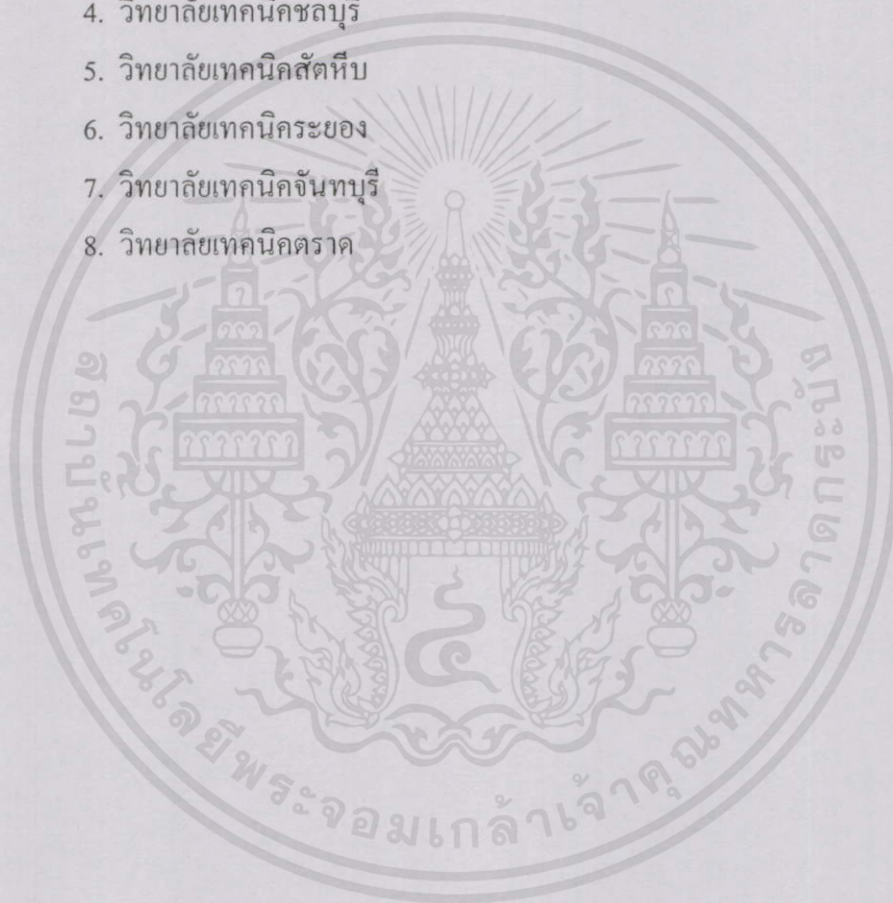 4. วิทยาลัยเทคนิคชลบุรี
5. วิทยาลัยเทคนิคสัตหีบ
6. วิทยาลัยเทคนิคระยอง
7. วิทยาลัยเทคนิคจันทบุรี
8. วิทยาลัยเทคนิคตราด
๔
สถาบันเทคโนโลยีพระจอมเกล้าเจ้าคุณทหารลาดกระบัง